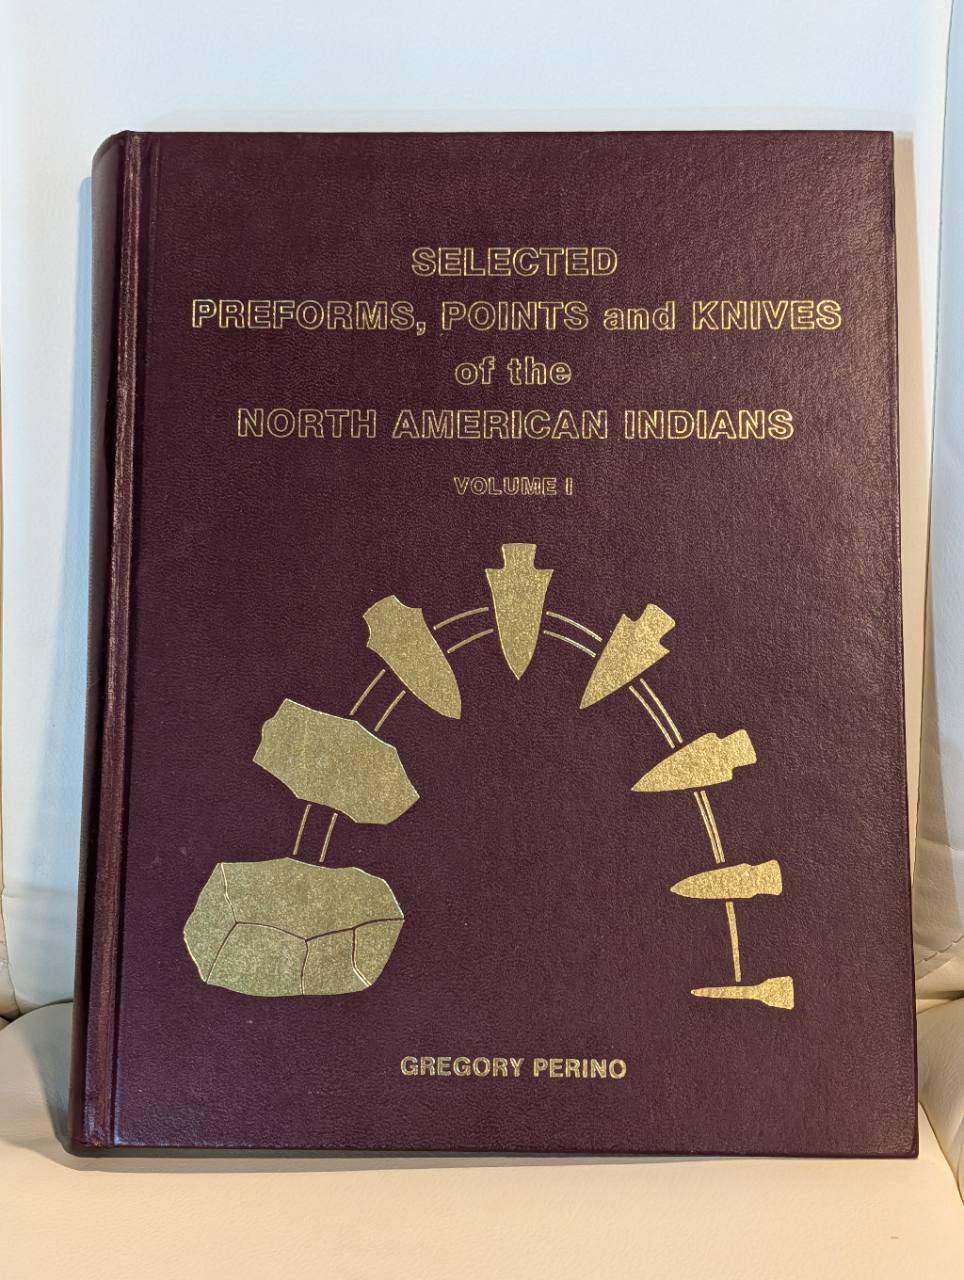 SELECTED
PREFORMS, POINTS and KNIVES
of the
NORTH AMERICAN INDIANS
VOLUME I
GREGORY PERINO